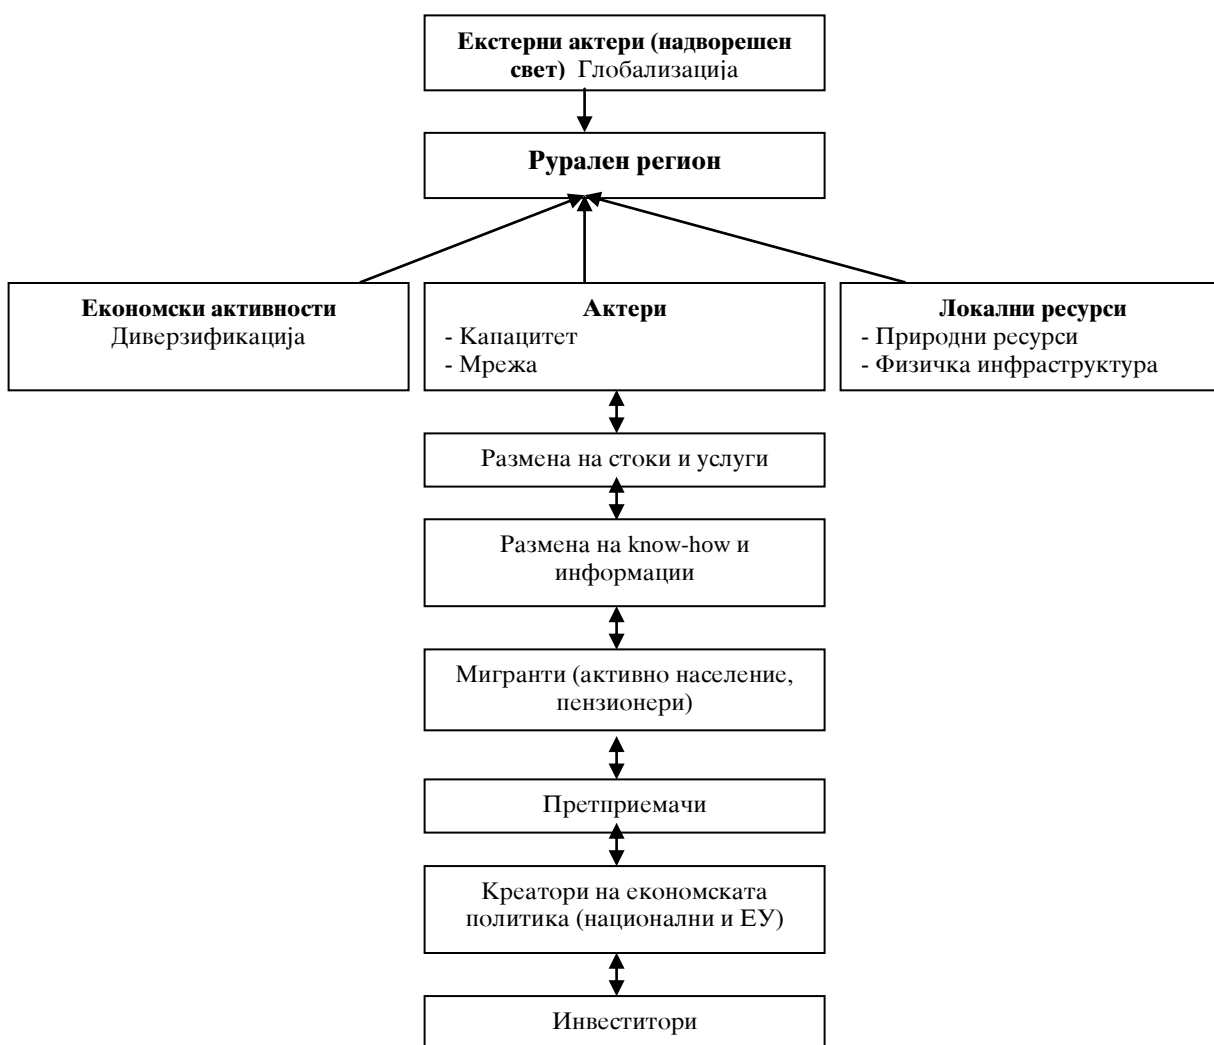 Екстерни актери (надворешен
свет) Глобализација
Рурален регион
Економски активности
Диверзификација
Актери
- Капацитет
- Мрежа
Локални ресурси
- Природни ресурси
- Физичка инфраструктура
Размена на стоки и услуги
Размена на know-how и
информации
Мигранти (активно население,
пензионери)
Претприемачи
Креатори на економската
политика (национални и ЕУ)
Инвеститори